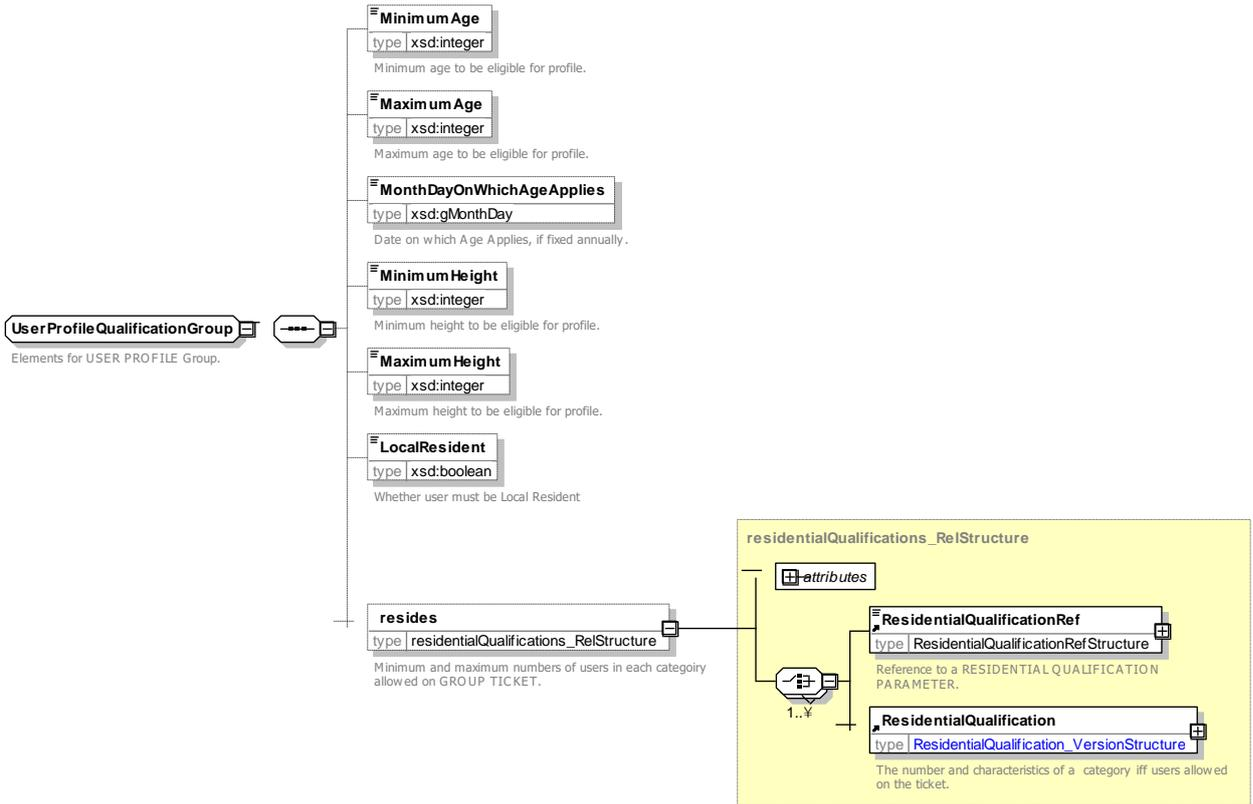 MinimumAge
type xsd:integer
Minimum age to be eligible for profile.
MaximumAge
type xsd:integer
Maximum age to be eligible for profile.
MonthDayOnWhichAgeApplies
type xsd:gMonthDay
Date on which Age Applies, if fixed annually.
MinimumHeight
type xsd:integer
Minimum height to be eligible for profile.
UserProfileQualificationGroup
Elements for USER PROFILE Group.
MaximumHeight
type xsd:integer
Maximum height to be eligible for profile.
LocalResident
type xsd:boolean
Whether user must be Local Resident
resides
type residentialQualifications_RelStructure
Minimum and maximum numbers of users in each categoiry
allowed on GROUP TICKET.
residentialQualifications_RelStructure
attributes
ResidentialQualificationRef
type ResidentialQualificationRefStructure
Reference to a RESIDENTIAL QUALIFICATION
PARAMETER.
1..¥
ResidentialQualification
type ResidentialQualification_VersionStructure
The number and characteristics of a category iff users allowed
on the ticket.